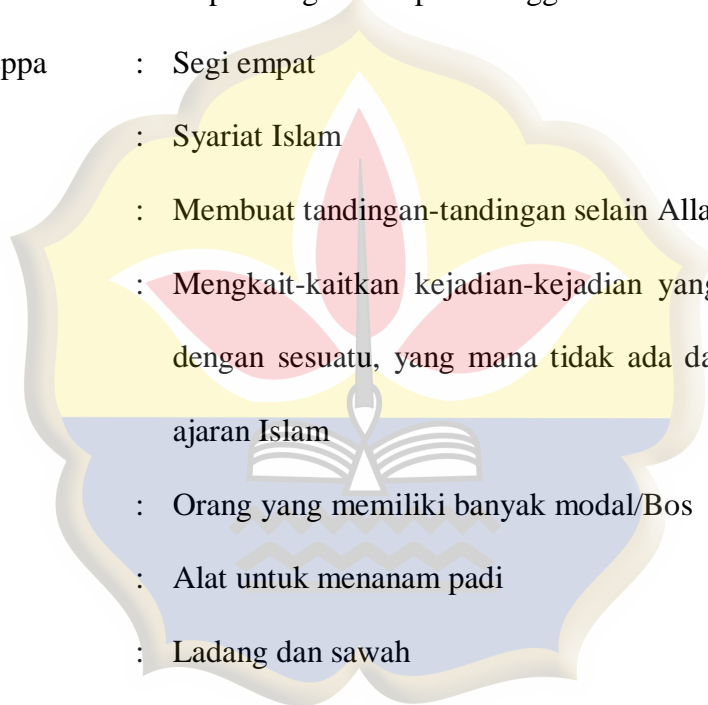 ppa : Segi empat
: Syariat Islam
: Membuat tandingan-tandingan selain Alla
: Mengkait-kaitkan kejadian-kejadian yang
dengan sesuatu, yang mana tidak ada da
ajaran Islam
: Orang yang memiliki banyak modal/Bos
: Alat untuk menanam padi
: Ladang dan sawah